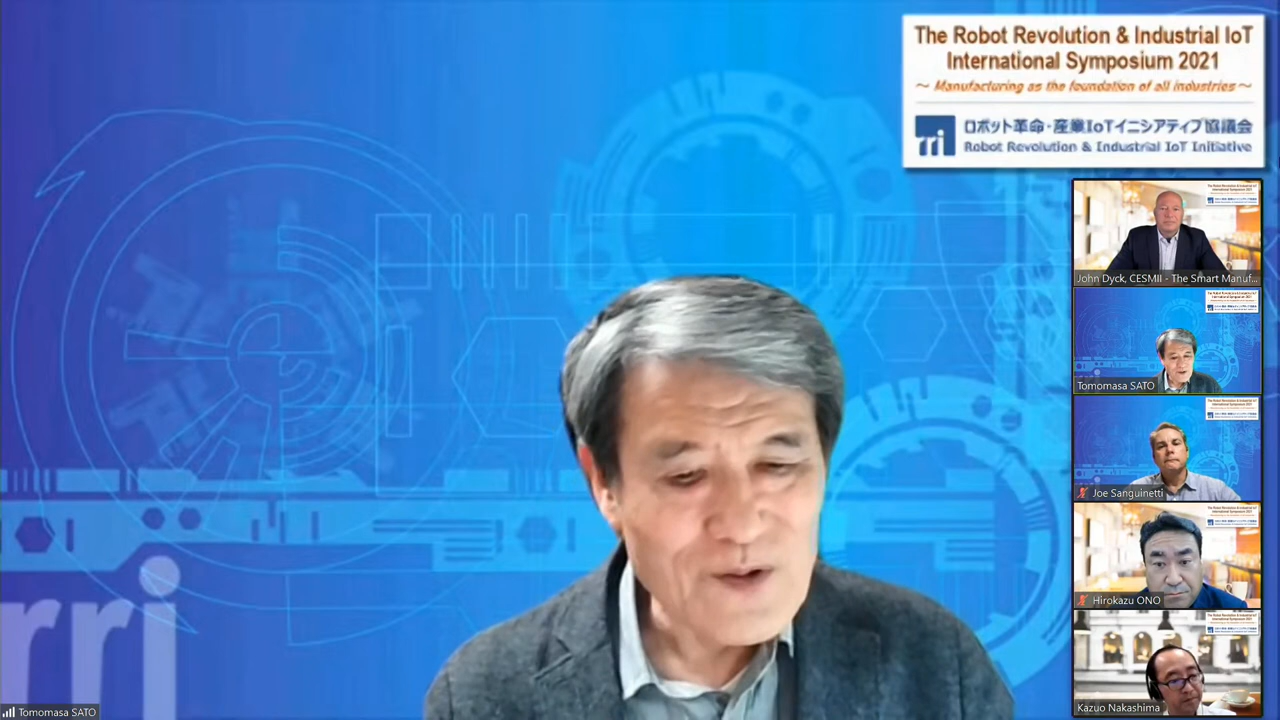 The Robot Revolution & Industrial IoT
International Symposium 2021
～ Manufacturing as the foundation of all industries ～
rri
ロボット革命・産業IoTイニシアティブ協議会
Robot Revolution & Industrial IoT Initiative
John Dyck, CESMII - The Smart Manuf...
Tomomasa SATO
Joe Sanguinetti
Hirokazu ONO
Kazuo Nakashima
rri
Tomomasa SATO